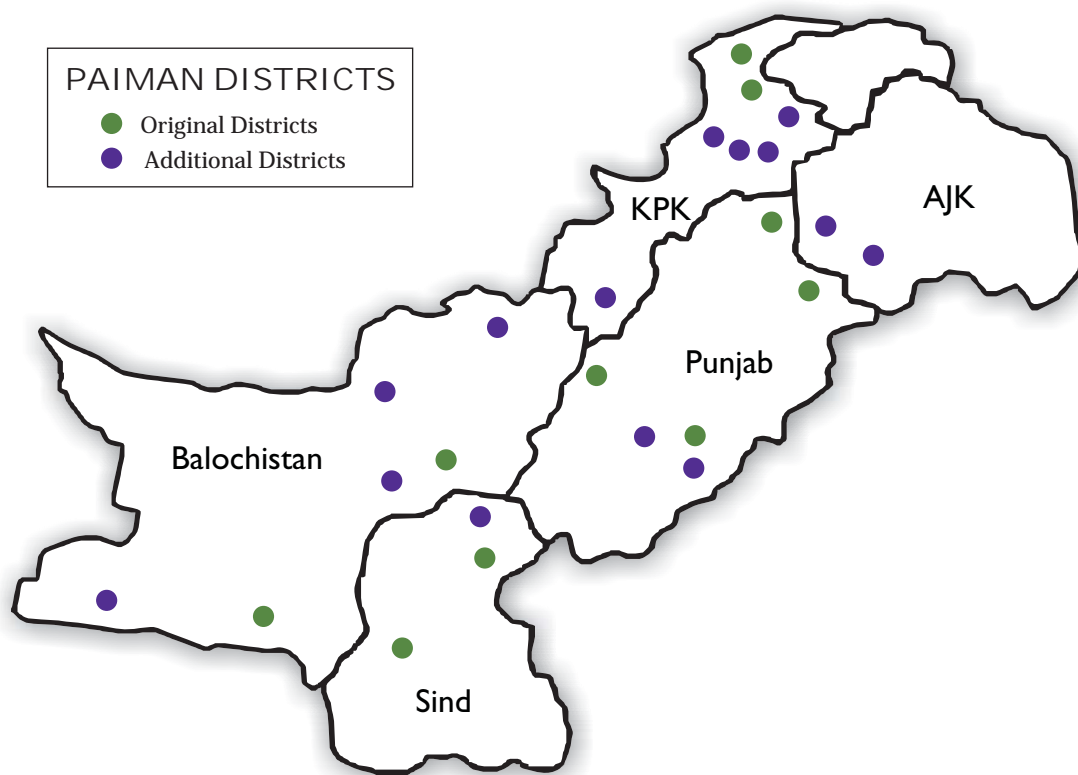 PAIMAN DISTRICTS
Original Districts
Additional Districts
KPK
AJK
Punjab
Balochistan
Sind